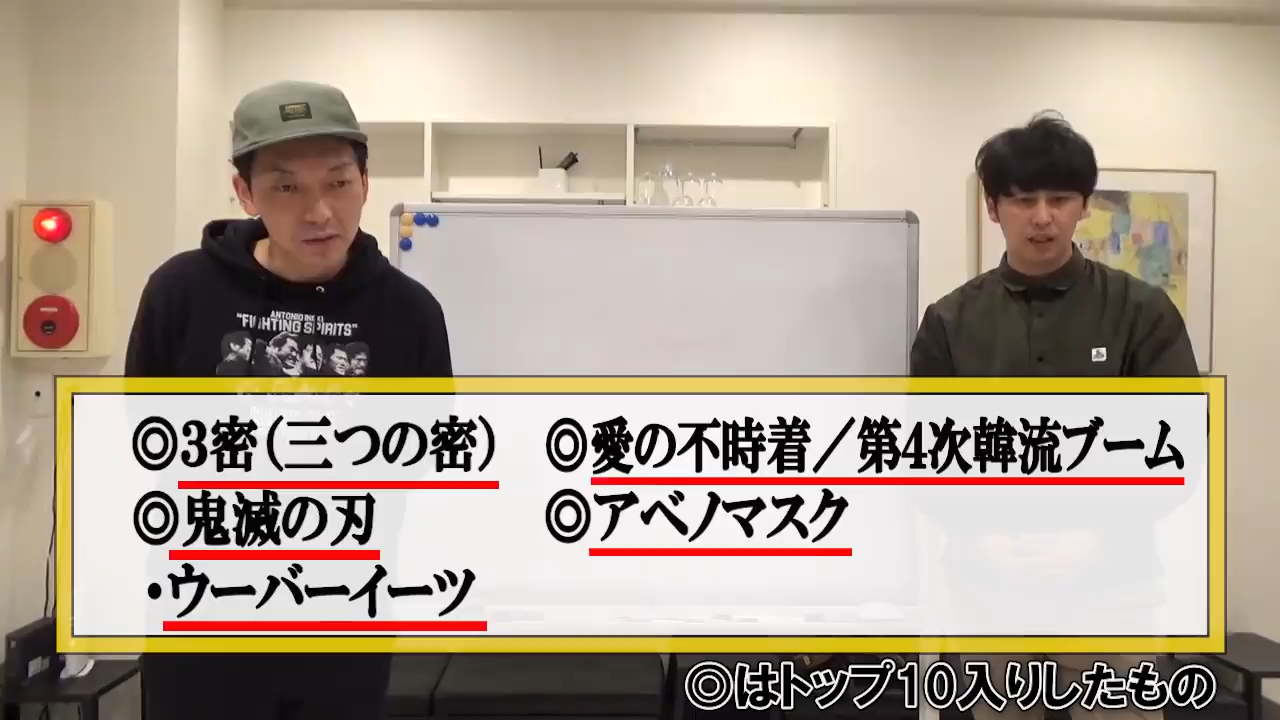 ANTONIO INOKI
"FIGHTING SPIRITS"
◎3密(三つの密)
◎愛の不時着/第4次韓流ブーム
◎鬼滅の刃
◎アベノマスク
・ウーバーイーツ
◎はトップ10入りしたもの